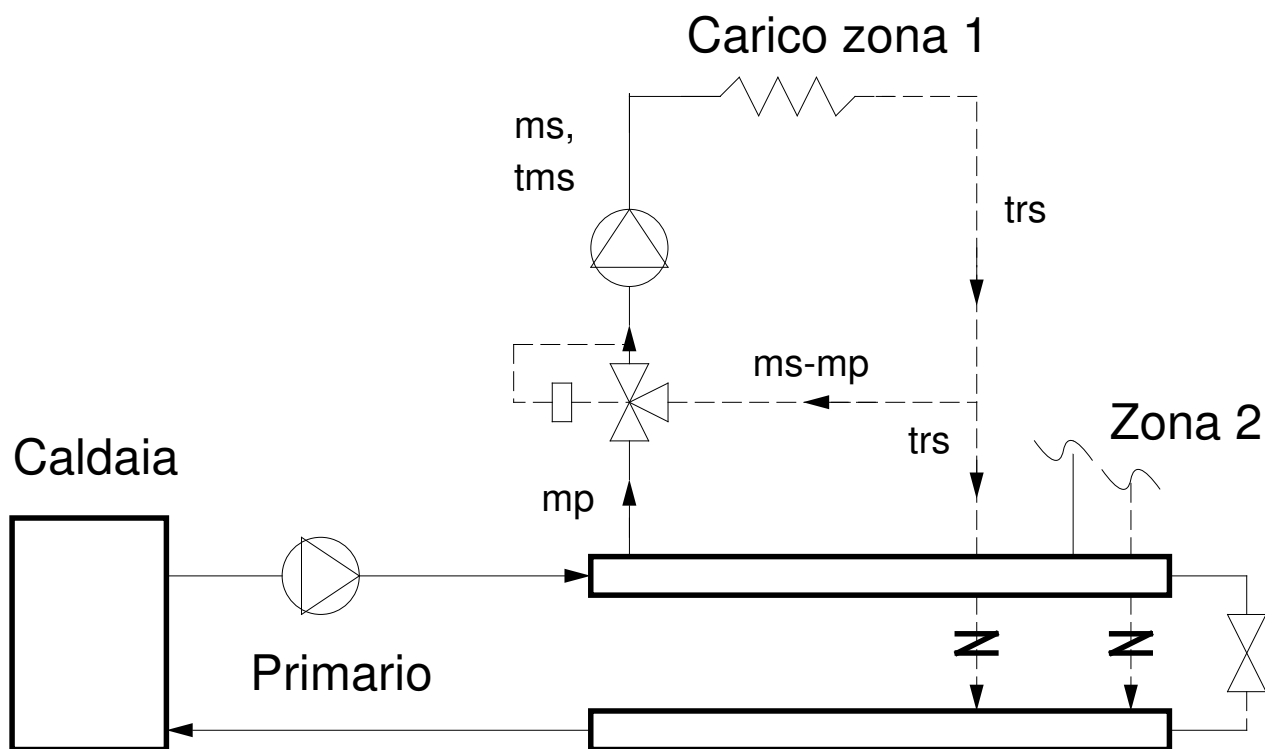 Carico zona 1
ms,
tms
trs
ms-mp
trs
Zona 2
Caldaia
mp
Primario